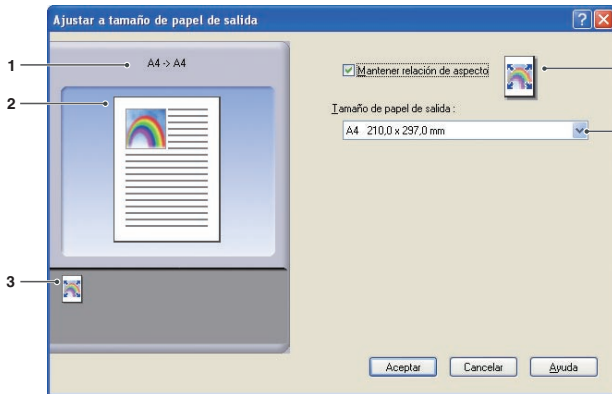 Ajustar a tamaño de papel de salida
1
A4 -> A4
2
3
Mantener relación de aspecto
Tamaño de papel de salida :
A4 210,0 x 297,0 mm
Aceptar
Cancelar
Ayuda